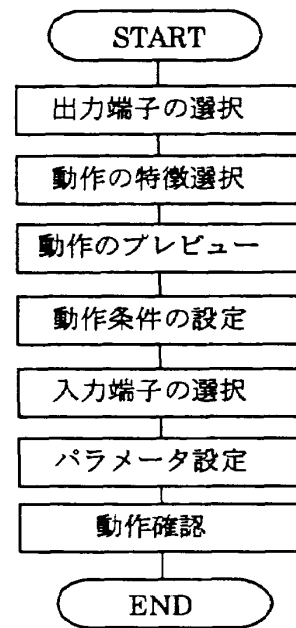 START
出力端子の選択
動作の特徴選択
動作のプレビュー
動作条件の設定
入力端子の選択
パラメータ設定
動作確認
END